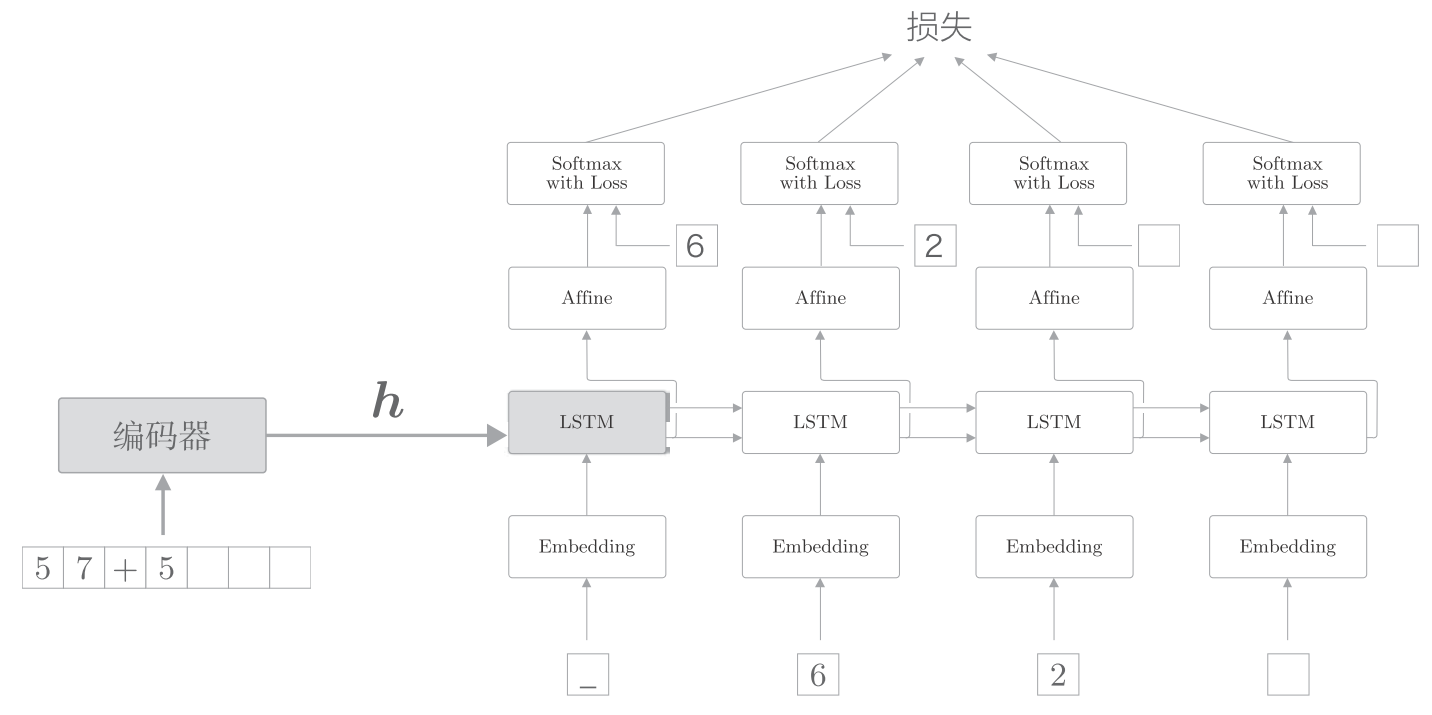 损失
Softmax with Loss
Softmax with Loss
Softmax with Loss
Softmax with Loss
6
2
Affine
Affine
Affine
Affine
h
编码器
LSTM
LSTM
LSTM
LSTM
5 7 + 5
Embedding
Embedding
Embedding
Embedding
_
6
2